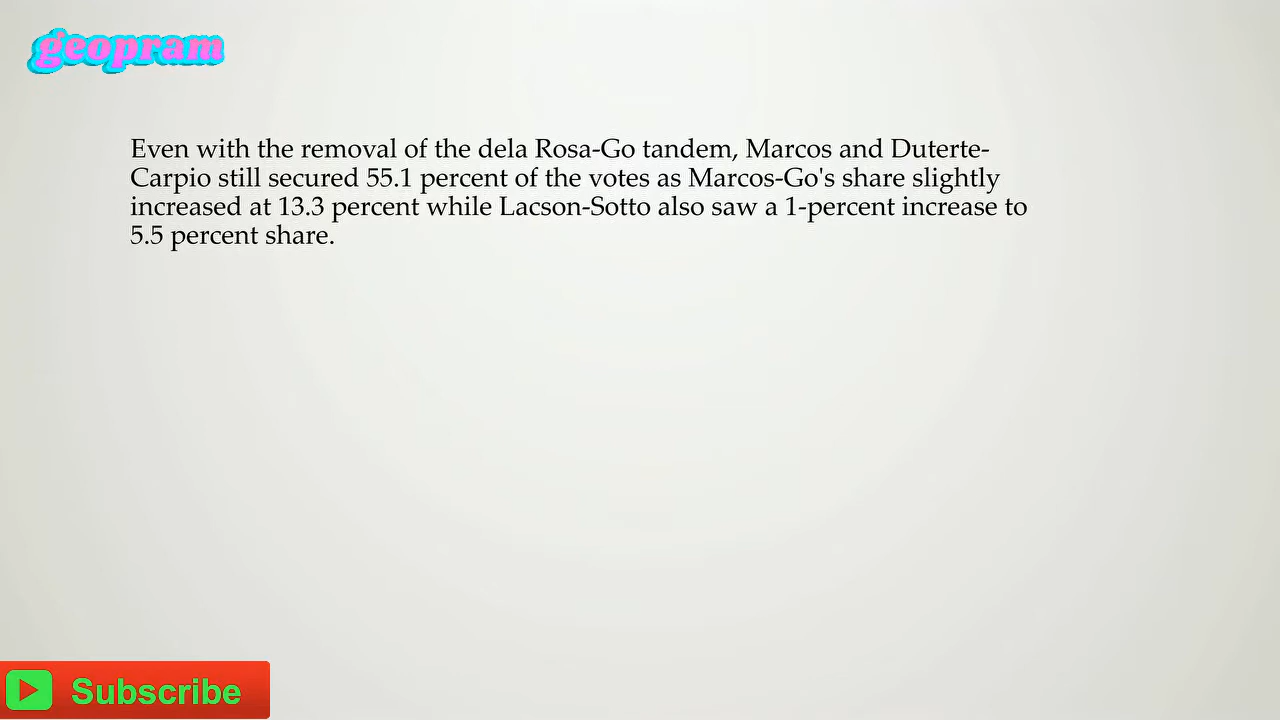 geopram
Even with the removal of the dela Rosa-Go tandem, Marcos and Duterte-
Carpio still secured 55.1 percent of the votes as Marcos-Go's share slightly
increased at 13.3 percent while Lacson-Sotto also saw a 1-percent increase to
5.5 percent share.
Subscribe